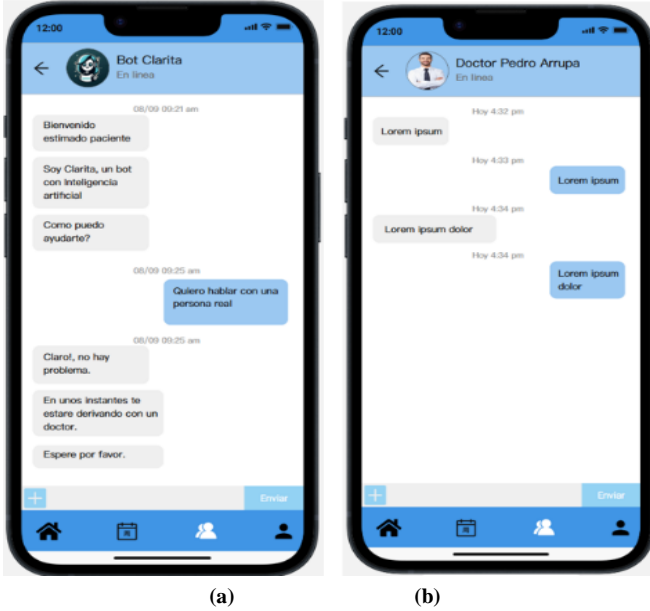 12:00
Bot Clarita
En línea
08/09 09:21 am
Bienvenido
estimado paciente
Soy Clarita, un bot
con Inteligencia
artificial
Como puedo
ayudarte?
08/09 09:25 am
Quiero hablar con una
persona real
08/09 09:25 am
Claro!, no hay
problema.
En unos instantes te
estare derivando con un
doctor.
Espere por favor.
Enviar
(a)
12:00
Doctor Pedro Arrupa
En línea
Hoy 4:32 pm
Lorem ipsum
Hoy 4:33 pm
Lorem ipsum
Hoy 4:34 pm
Lorem ipsum dolor
Hoy 4:34 pm
Lorem ipsum
dolor
Enviar
(b)